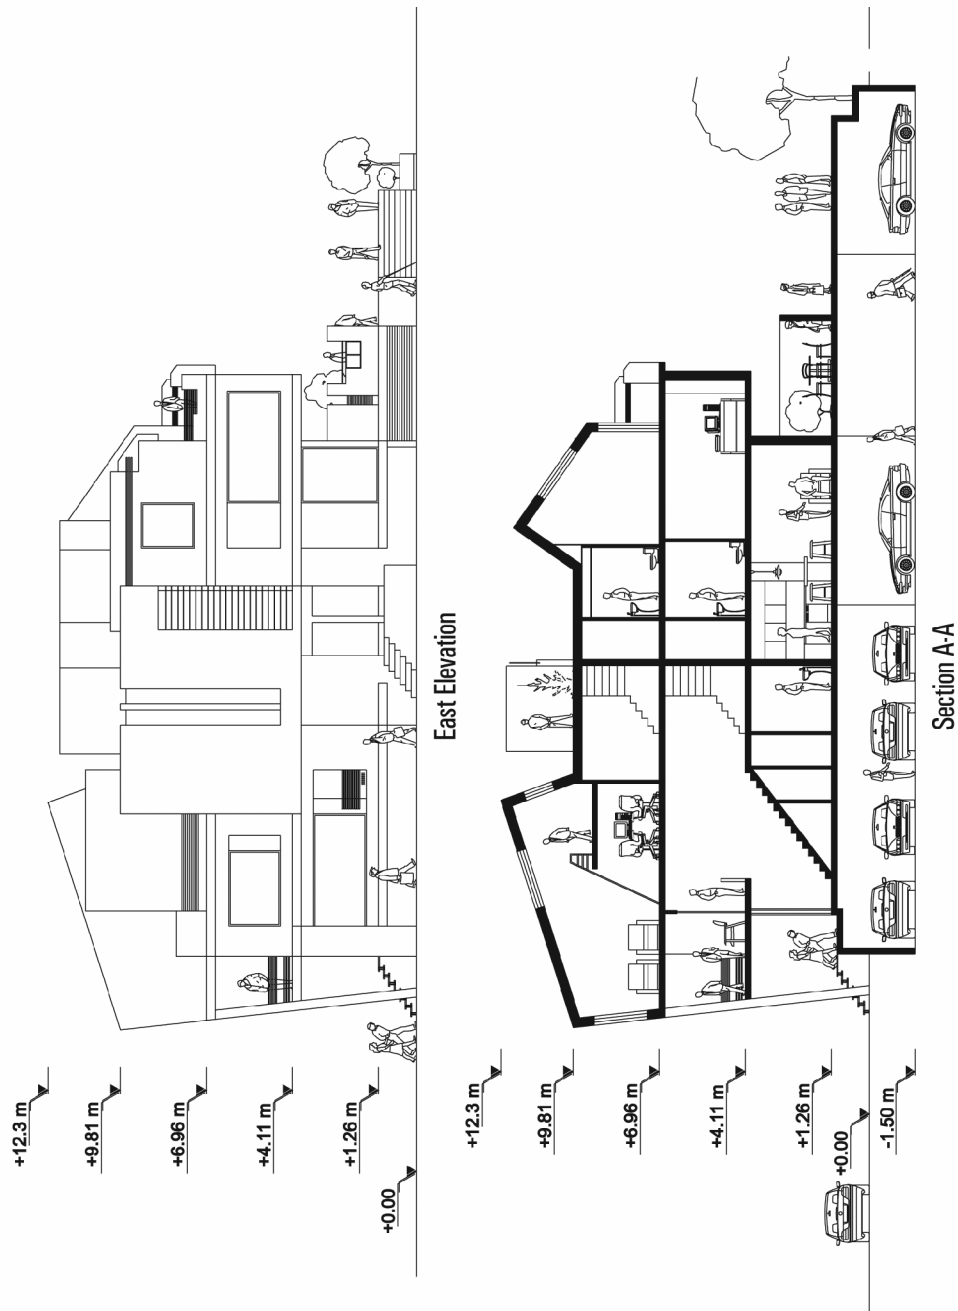 +12.3 m
+9.81 m
+6.96 m
+4.11 m
+1.26 m
+0.00
East Elevation
+12.3 m
+9.81 m
+6.96 m
+4.11 m
+1.26 m
+0.00
-1.50 m
Section A-A